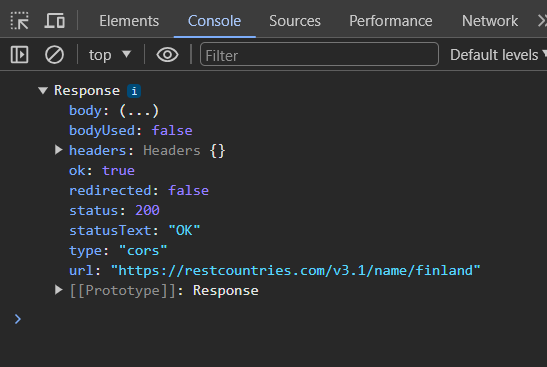 Elements Console Sources Performance Network
top Filter Default levels
Response i
body: (...)
bodyUsed: false
headers: Headers {}
ok: true
redirected: false
status: 200
statusText: "OK"
type: "cors"
url: "https://restcountries.com/v3.1/name/finland"
[[Prototype]]: Response